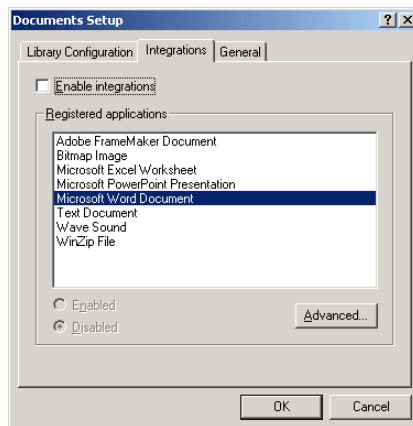 Documents Setup
Library Configuration Integrations General
Enable integrations
Registered applications
Adobe FrameMaker Document
Bitmap Image
Microsoft Excel Worksheet
Microsoft PowerPoint Presentation
Microsoft Word Document
Text Document
Wave Sound
WinZip File
Enabled
Disabled
Advanced...
OK Cancel